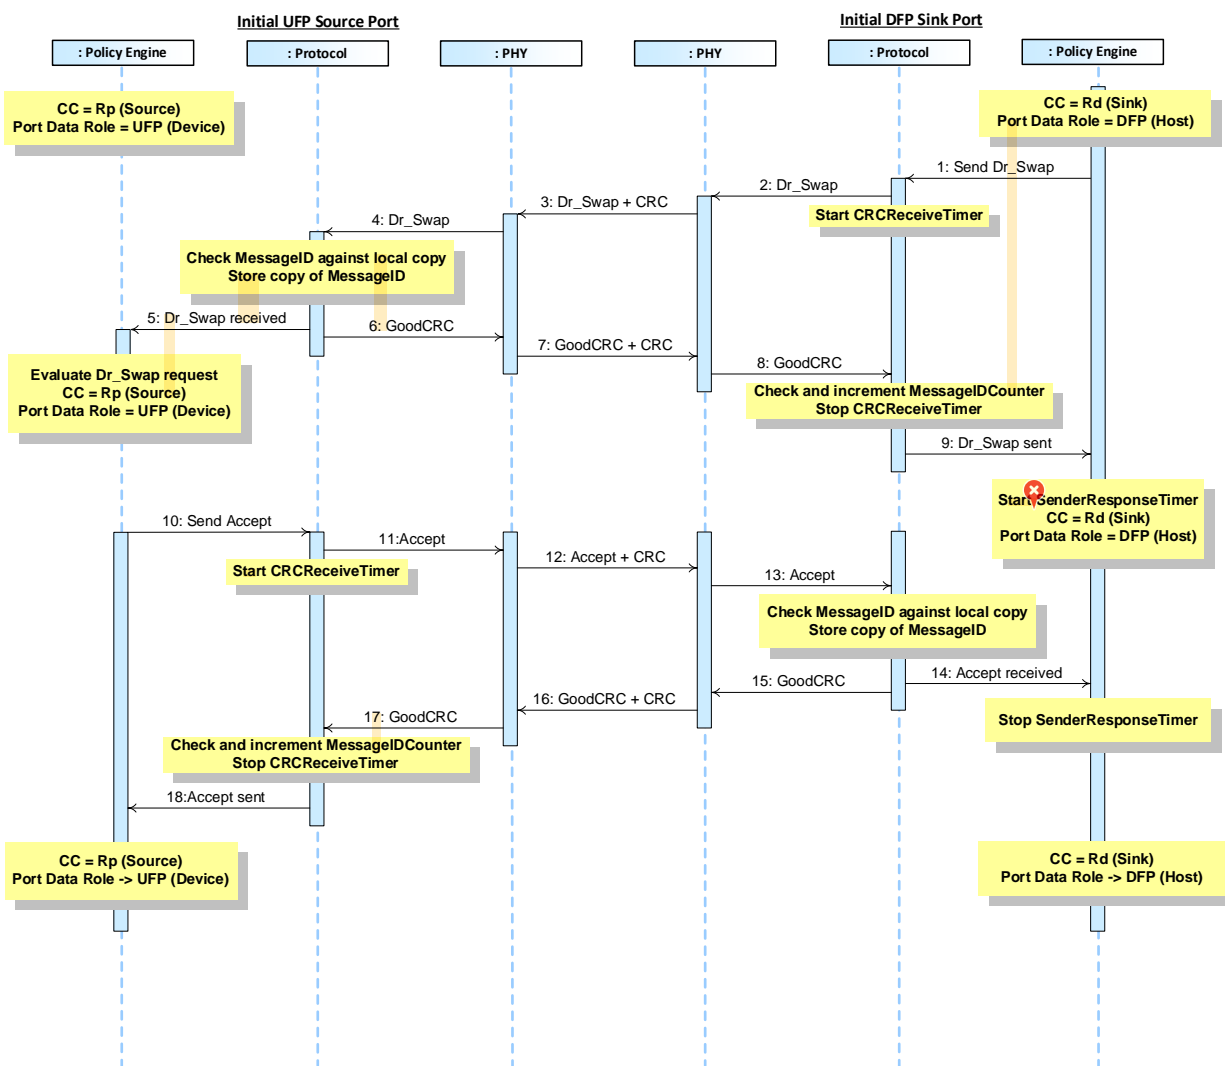 Initial UFP Source Port
Initial DFP Sink Port
: Policy Engine
: Protocol
: PHY
: PHY
: Protocol
: Policy Engine
CC = Rp (Source)
Port Data Role = UFP (Device)
CC = Rd (Sink)
Port Data Role = DFP (Host)
1: Send Dr_Swap
2: Dr_Swap
3: Dr_Swap + CRC
Start CRCReceiveTimer
4: Dr_Swap
Check MessageID against local copy
Store copy of MessageID
5: Dr_Swap received
6: GoodCRC
7: GoodCRC + CRC
8: GoodCRC
Evaluate Dr_Swap request
CC = Rp (Source)
Port Data Role = UFP (Device)
Check and increment MessageIDCounter
Stop CRCReceiveTimer
9: Dr_Swap sent
Start SenderResponseTimer
CC = Rd (Sink)
Port Data Role = DFP (Host)
10: Send Accept
11:Accept
12: Accept + CRC
Start CRCReceiveTimer
13: Accept
Check MessageID against local copy
Store copy of MessageID
14: Accept received
15: GoodCRC
16: GoodCRC + CRC
17: GoodCRC
Stop SenderResponseTimer
Check and increment MessageIDCounter
Stop CRCReceiveTimer
18:Accept sent
CC = Rp (Source)
Port Data Role -> UFP (Device)
CC = Rd (Sink)
Port Data Role -> DFP (Host)